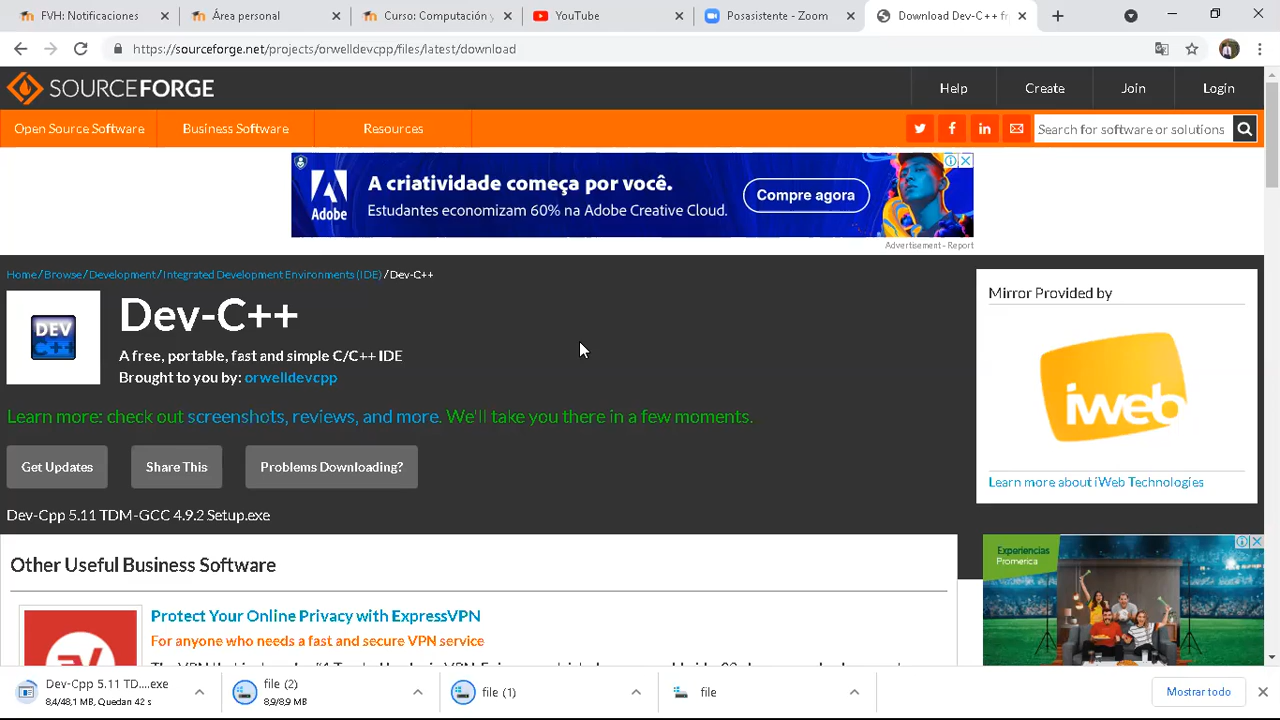 FVH: Notificaciones
Área personal
Curso: Computación y
YouTube
Posasistente - Zoom
Download Dev-C++ fr
https://sourceforge.net/projects/orwelldevcpp/files/latest/download
SOURCEFORGE
Help
Create
Join
Login
Open Source Software
Business Software
Resources
Search for software or solutions
Adobe
A criatividade começa por você.
Estudantes economizam 60% na Adobe Creative Cloud.
Compre agora
Advertisement - Report
Home / Browse / Development / Integrated Development Environments (IDE) / Dev-C++
DEV
C++
Dev-C++
A free, portable, fast and simple C/C++ IDE
Brought to you by: orwelldevcpp
Mirror Provided by
iweb
Learn more about iWeb Technologies
Learn more: check out screenshots, reviews, and more. We'll take you there in a few moments.
Get Updates
Share This
Problems Downloading?
Dev-Cpp 5.11 TDM-GCC 4.9.2 Setup.exe
Other Useful Business Software
Protect Your Online Privacy with ExpressVPN
For anyone who needs a fast and secure VPN service
Experiencias
Promerica
Dev-Cpp 5.11 TD....exe
8,4/48,1 MB, Quedan 42 s
file (2)
8,9/8,9 MB
file (1)
file
Mostrar todo